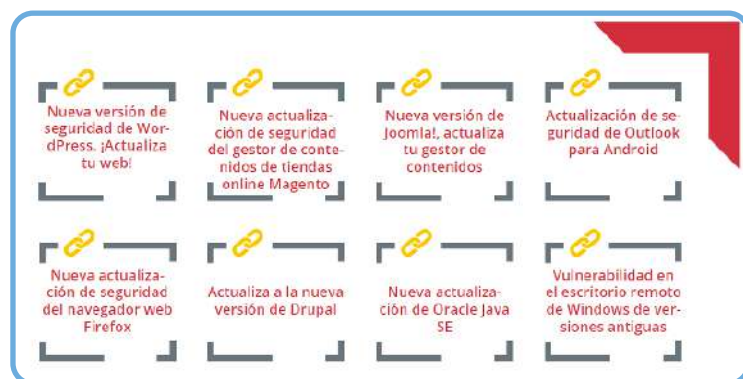 Nueva versión de
seguridad de Wor-
dPress. ¡Actualiza
tu web!
Nueva actualiza-
ción de seguridad
del gestor de conte-
nidos de tiendas
online Magento
Nueva versión de
Joomla!, actualiza
tu gestor de
contenidos
Actualización de se-
guridad de Outlook
para Android
Nueva actualiza-
ción de seguridad
del navegador web
Firefox
Actualiza a la nueva
versión de Drupal
Nueva actualiza-
ción de Oracle Java
SE
Vulnerabilidad en
el escritorio remoto
de Windows de ver-
siones antiguas